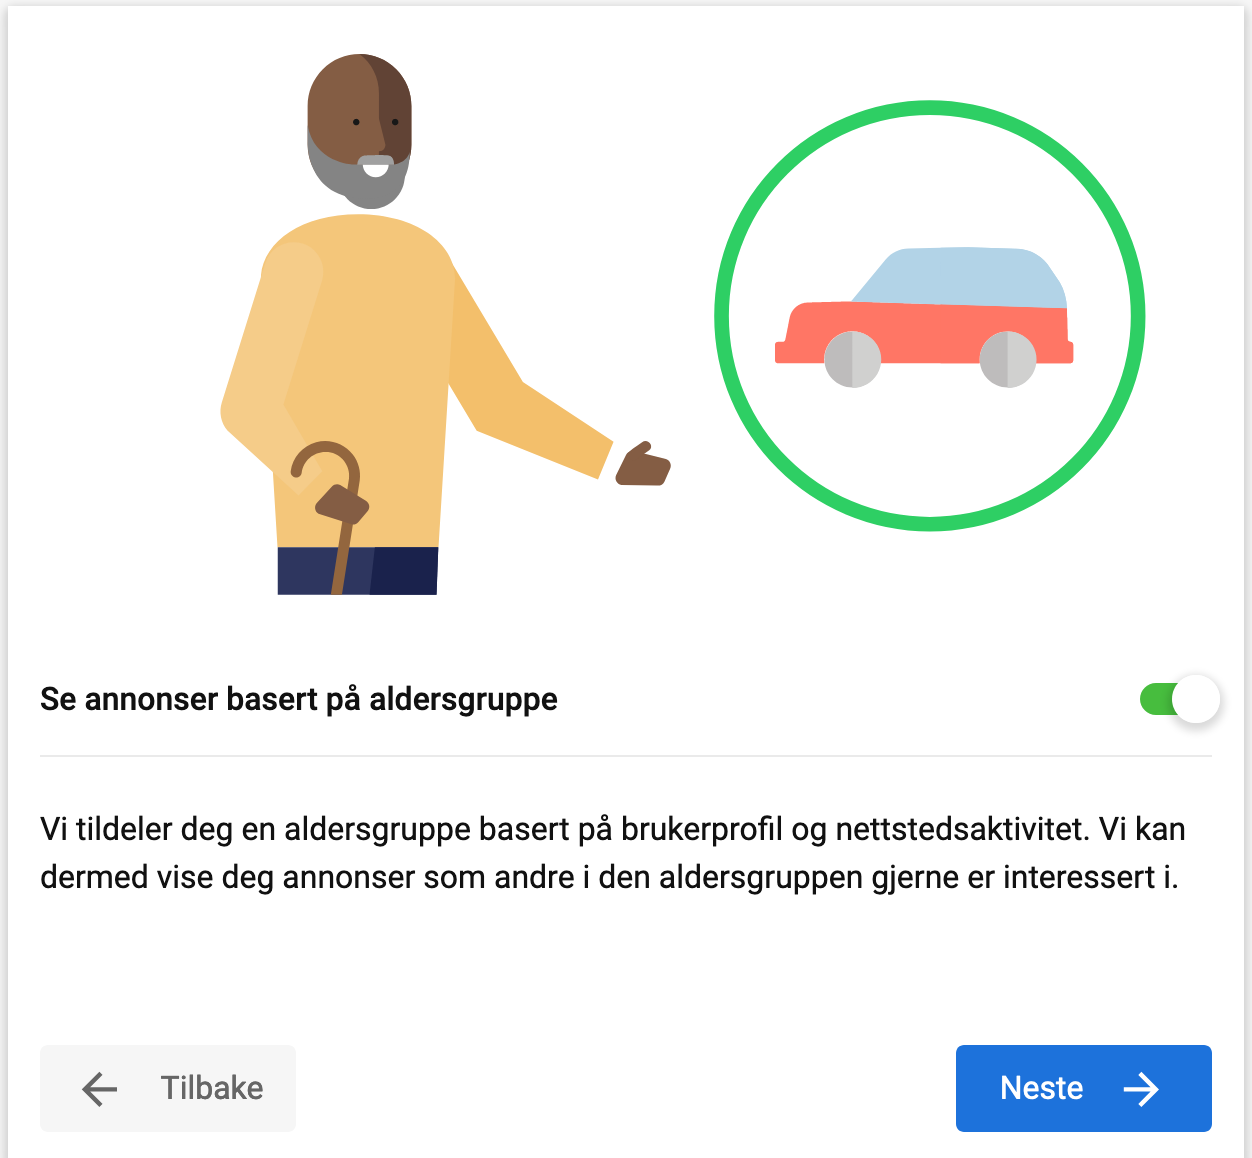 Se annonser basert på aldersgruppe
Vi tildeler deg en aldersgruppe basert på brukerprofil og nettstedsaktivitet. Vi kan
dermed vise deg annonser som andre i den aldersgruppen gjerne er interessert i.
Tilbake
Neste